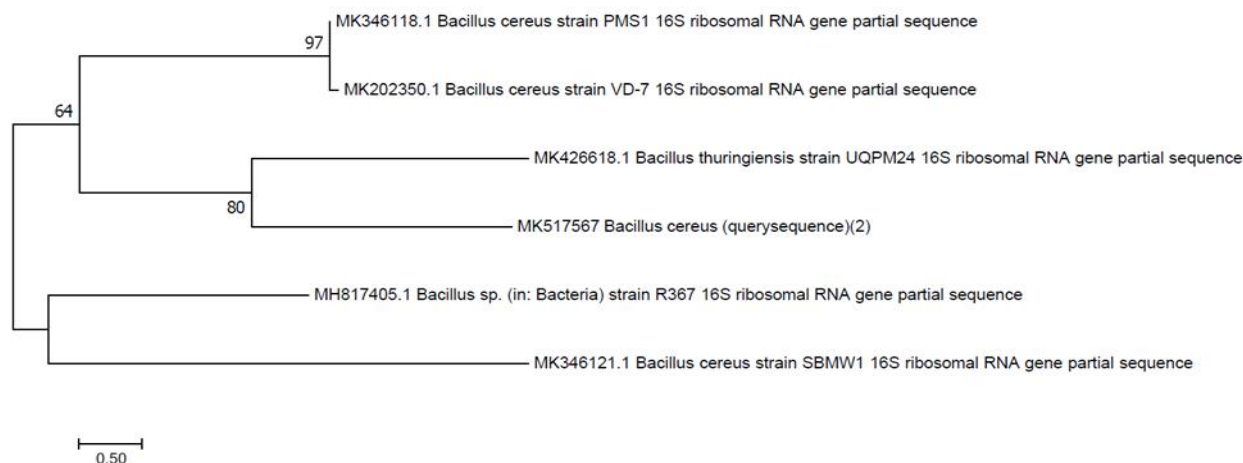 MK346118.1 Bacillus cereus strain PMS1 16S ribosomal RNA gene partial sequence
97
MK202350.1 Bacillus cereus strain VD-7 16S ribosomal RNA gene partial sequence
64
MK426618.1 Bacillus thuringiensis strain UQPM24 16S ribosomal RNA gene partial sequence
80
MK517567 Bacillus cereus (querysequence)(2)
MH817405.1 Bacillus sp. (in: Bacteria) strain R367 16S ribosomal RNA gene partial sequence
MK346121.1 Bacillus cereus strain SBMW1 16S ribosomal RNA gene partial sequence
0.50